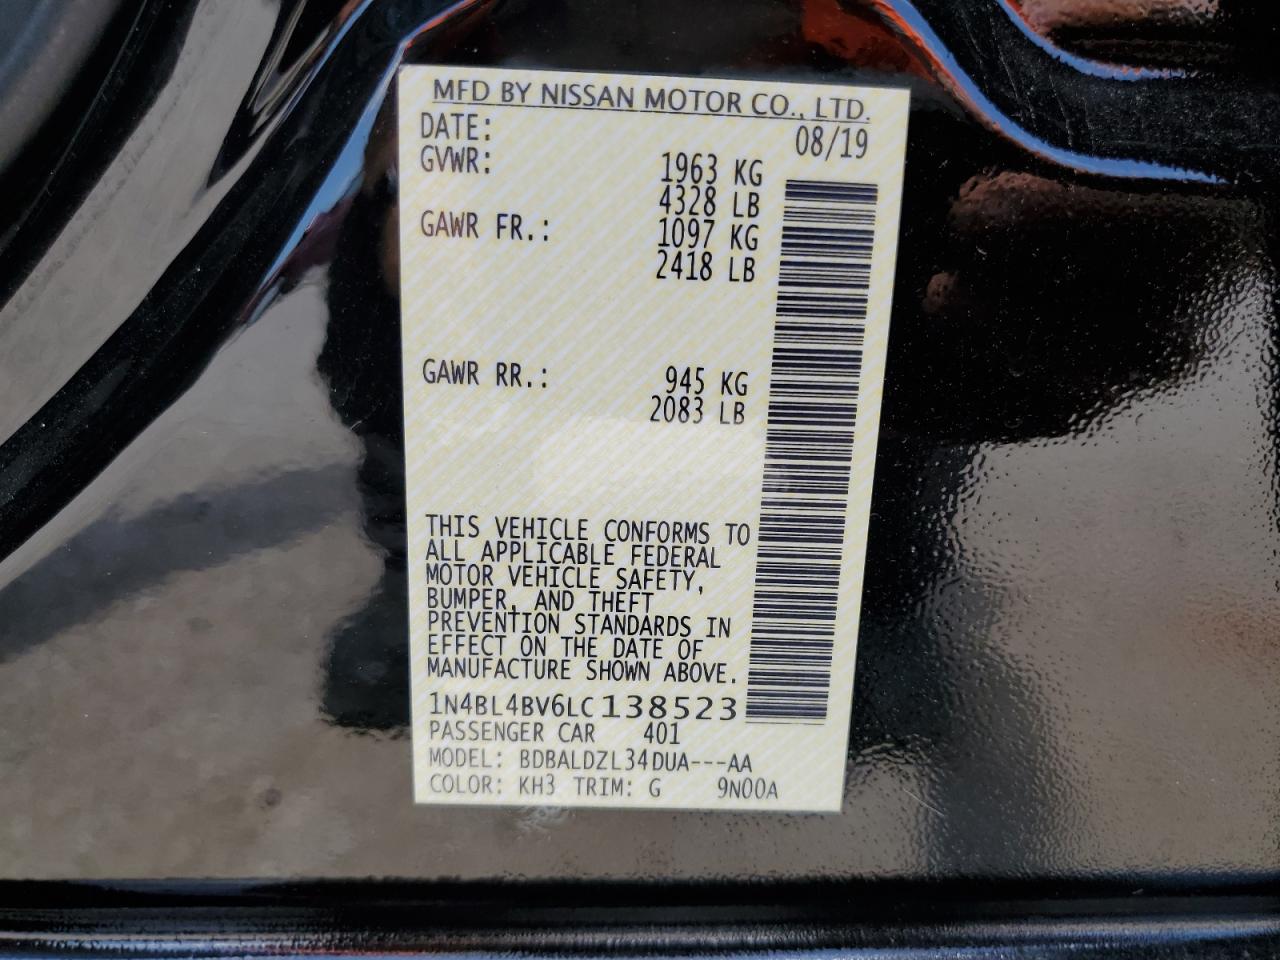 MFD BY NISSAN MOTOR CO., LTD.
DATE: 08/19
GVWR: 1963 KG
4328 LB
GAWR FR.: 1097 KG
2418 LB
GAWR RR.: 945 KG
2083 LB
THIS VEHICLE CONFORMS TO
ALL APPLICABLE FEDERAL
MOTOR VEHICLE SAFETY,
BUMPER, AND THEFT
PREVENTION STANDARDS IN
EFFECT ON THE DATE OF
MANUFACTURE SHOWN ABOVE.
1N4BL4BV6LC138523
PASSENGER CAR 401
MODEL: BDBALDZL34DUA---AA
COLOR: KH3 TRIM: G 9N00A